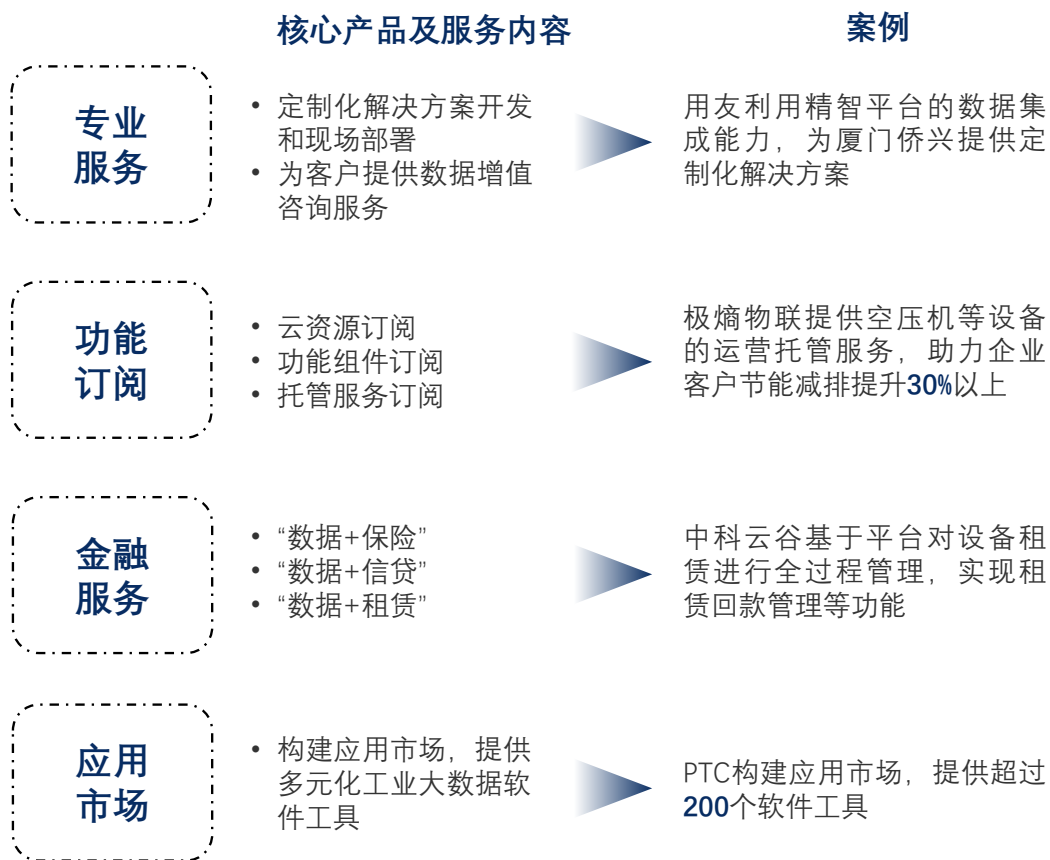 核心产品及服务内容
案例
专业
服务
• 定制化解决方案开发
和现场部署
• 为客户提供数据增值
咨询服务
用友利用精智平台的数据集
成能力，为厦门侨兴提供定
制化解决方案
功能
订阅
• 云资源订阅
• 功能组件订阅
• 托管服务订阅
极熵物联提供空压机等设备
的运营托管服务，助力企业
客户节能减排提升30%以上
金融
服务
• “数据+保险”
• “数据+信贷”
• “数据+租赁”
中科云谷基于平台对设备租
赁进行全过程管理，实现租
赁回款管理等功能
应用
市场
• 构建应用市场，提供
多元化工业大数据软
件工具
PTC构建应用市场，提供超过
200个软件工具